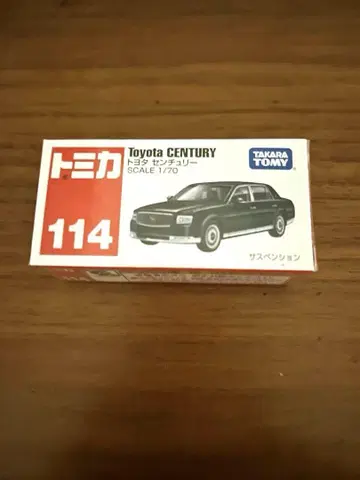 トミカ
114
Toyota CENTURY
トヨタ センチュリー
SCALE 1/70
TAKARA
TOMY
サスペンション